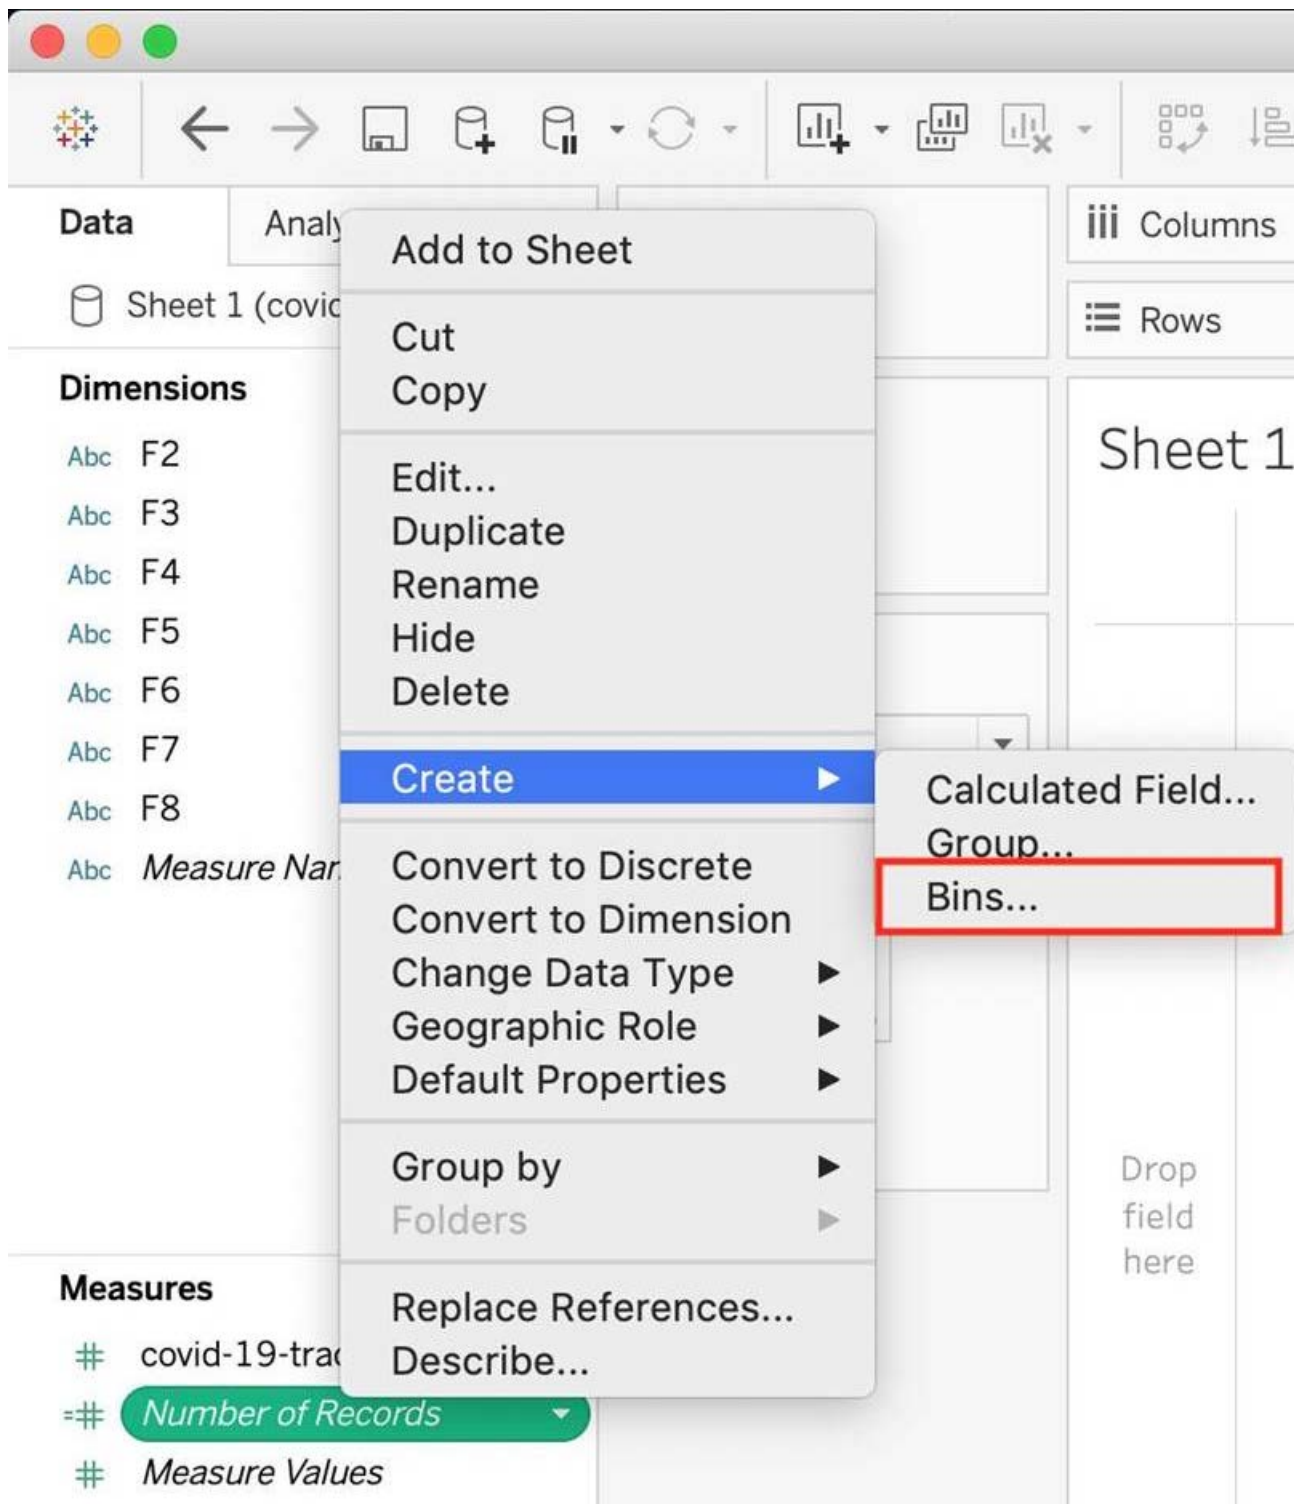 Data
Analy
Sheet 1 (covid
Dimensions
Abc F2
Abc F3
Abc F4
Abc F5
Abc F6
Abc F7
Abc F8
Abc Measure Nam
Measures
covid-19-trac
Number of Records
Measure Values
Add to Sheet
Cut
Copy
Edit...
Duplicate
Rename
Hide
Delete
Create
Convert to Discrete
Convert to Dimension
Change Data Type
Geographic Role
Default Properties
Group by
Folders
Replace References...
Describe...
Calculated Field...
Group...
Bins...
Columns
Rows
Sheet 1
Drop
field
here